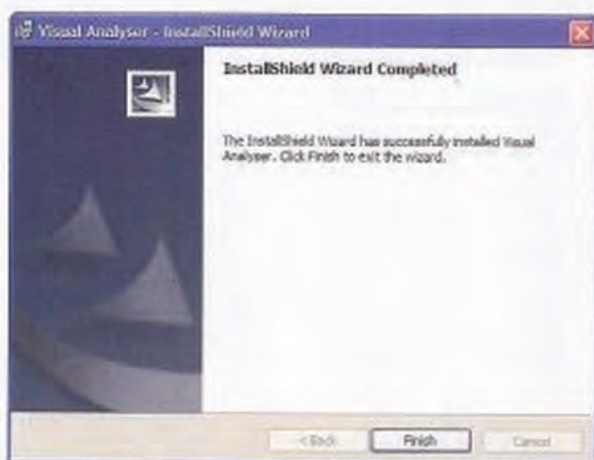 Visual Analyser - InstallShield Wizard
InstallShield Wizard Completed
The InstallShield Wizard has successfully installed Visual
Analyser. Click Finish to exit the wizard.
< Back
Finish
Cancel